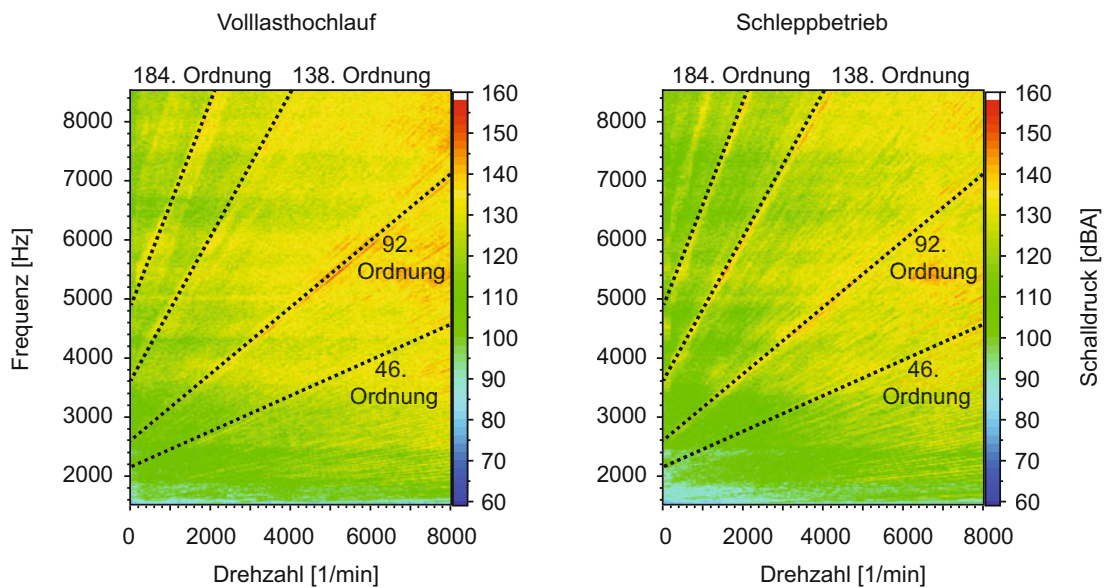 Volllasthochlauf
184. Ordnung 138. Ordnung
Frequenz [Hz]
8000
7000
6000
5000
4000
3000
2000
92.
Ordnung
46.
Ordnung
160
150
140
130
120
110
100
90
80
70
60
0 2000 4000 6000 8000
Drehzahl [1/min]
Schleppbetrieb
184. Ordnung 138. Ordnung
8000
7000
6000
5000
4000
3000
2000
92.
Ordnung
46.
Ordnung
160
150
140
130
120
110
100
90
80
70
60
Schalldruck [dBA]
0 2000 4000 6000 8000
Drehzahl [1/min]